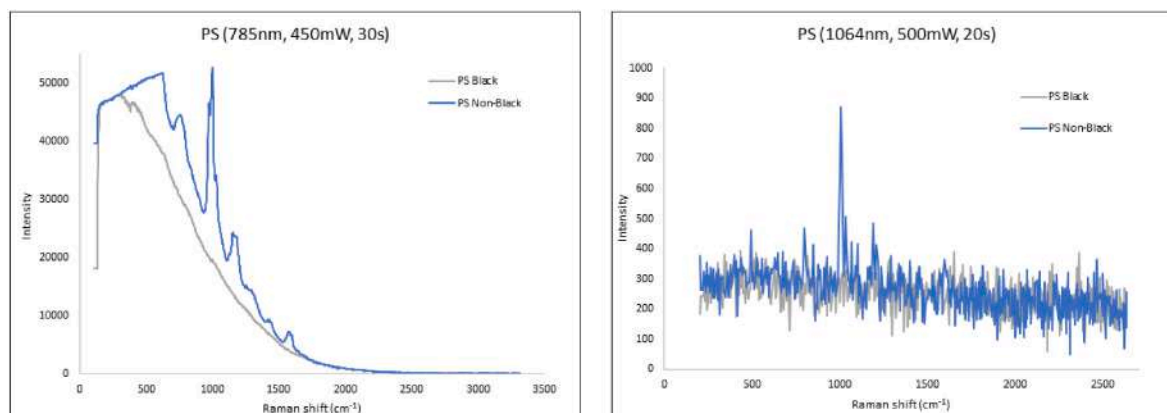 PS (785nm, 450mW, 30s)
50000
40000
30000
20000
10000
0
Intensity
PS Black
PS Non-Black
0 500 1000 1500 2000 2500 3000 3500
Raman shift (cm⁻¹)
PS (1064nm, 500mW, 20s)
1000
900
800
700
600
500
400
300
200
100
0
Intensity
PS Black
PS Non-Black
0 500 1000 1500 2000 2500
Raman shift (cm⁻¹)